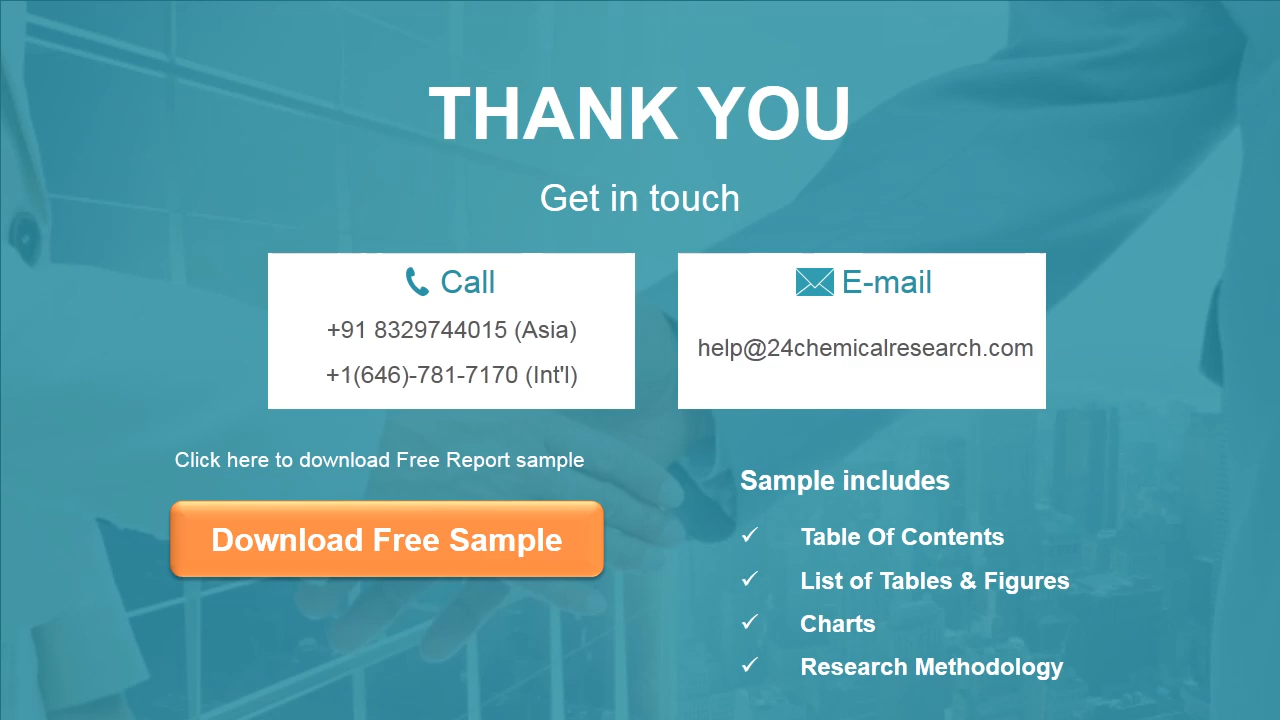 THANK YOU
Get in touch
Call
+91 8329744015 (Asia)
+1(646)-781-7170 (Int'l)
E-mail
help@24chemicalresearch.com
Click here to download Free Report sample
Download Free Sample
Sample includes
✓ Table Of Contents
✓ List of Tables & Figures
✓ Charts
✓ Research Methodology